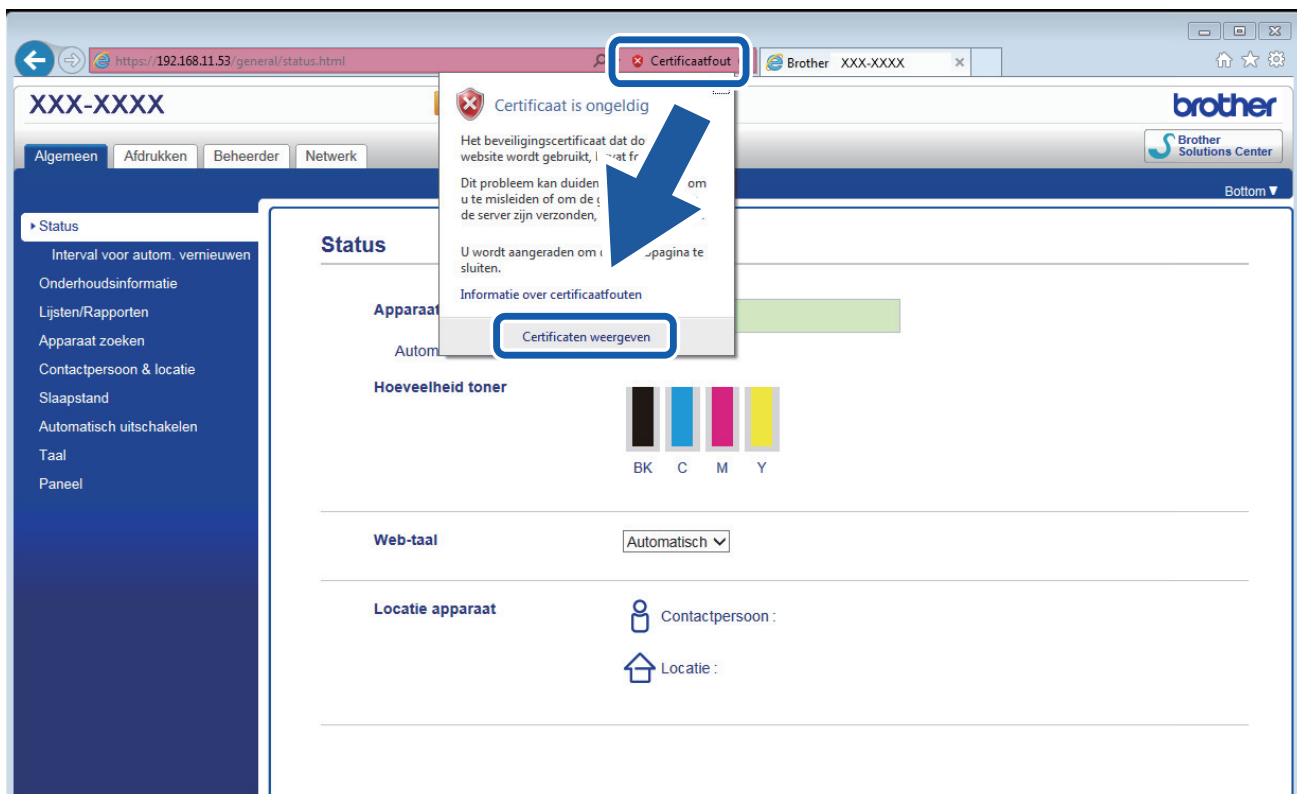 https://192.168.11.53/general/status.html
Certificaatfout
Brother XXX-XXXX
XXX-XXXX
brother
Brother
Solutions Center
Algemeen
Afdrukken
Beheerder
Netwerk
Bottom▼
Certificaat is ongeldig
Het beveiligingscertificaat dat
website wordt gebruikt,
Dit probleem kan duiden om
u te misleiden of om de
de server zijn verzonden,
U wordt aangeraden om te
sluiten.
Informatie over certificaatfouten
Certificaten weergeven
Status
Interval voor autom. vernieuwen
Onderhoudsinformatie
Lijsten/Rapporten
Apparaat zoeken
Contactpersoon & locatie
Slaapstand
Automatisch uitschakelen
Taal
Paneel
Status
Hoeveelheid toner
BK C M Y
Web-taal
Automatisch
Locatie apparaat
Contactpersoon :
Locatie :